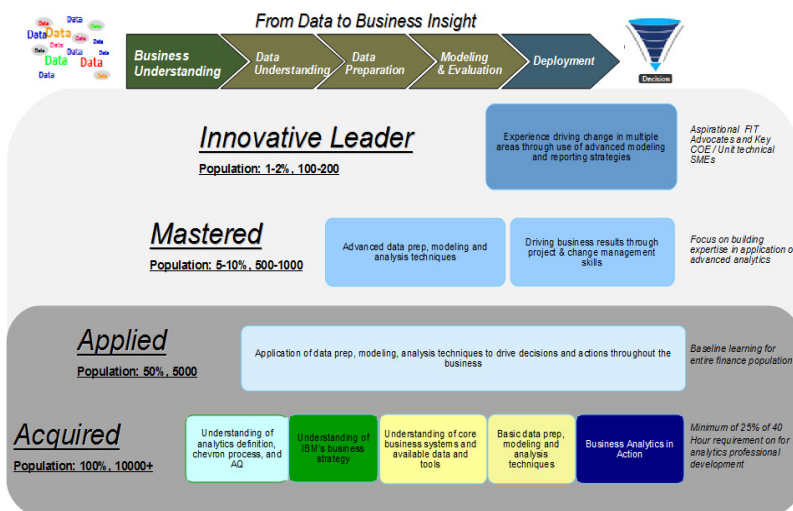 From Data to Business Insight
Data Data Data
Data Data Data Data
Data Data Data Data
Data Data
Data Data
Business
Understanding
Data
Understanding
Data
Preparation
Modeling
& Evaluation
Deployment
Decision
Innovative Leader
Population: 1-2%, 100-200
Experience driving change in multiple
areas through use of advanced modeling
and reporting strategies
Aspirational FIT
Advocates and Key
COE / Unit technical
SMEs
Mastered
Population: 5-10%, 500-1000
Advanced data prep, modeling and
analysis techniques
Driving business results through
project & change management
skills
Focus on building
expertise in application o
advanced analytics
Applied
Population: 50%, 5000
Application of data prep, modeling, analysis techniques to drive decisions and actions throughout the
business
Baseline learning for
entire finance population
Acquired
Population: 100%, 10000+
Understanding of
analytics definition,
chevron process, and
AQ
Understanding of
IBM's business
strategy
Understanding of core
business systems and
available data and
tools
Basic data prep,
modeling and
analysis
techniques
Business Analytics in
Action
Minimum of 25% of 40
Hour requirement on for
analytics professional
development